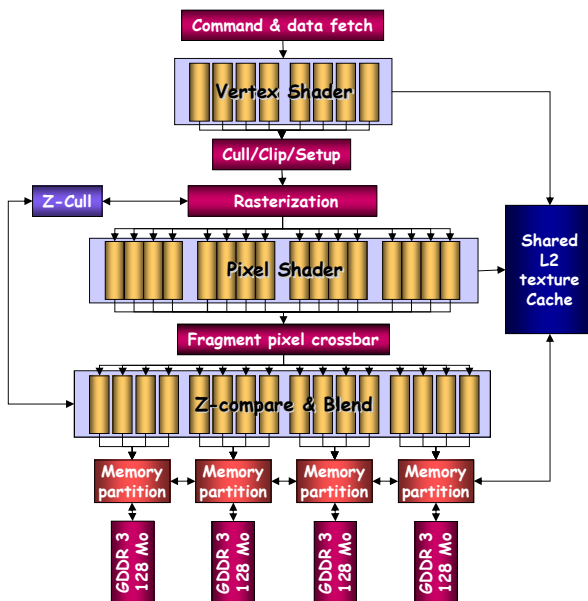 Command & data fetch
Vertex Shader
Cull/Clip/Setup
Z-Cull
Rasterization
Shared
L2
texture
Cache
Pixel Shader
Fragment pixel crossbar
Z-compare & Blend
Memory
partition
Memory
partition
Memory
partition
Memory
partition
GDDR 3
128 Mo
GDDR 3
128 Mo
GDDR 3
128 Mo
GDDR 3
128 Mo